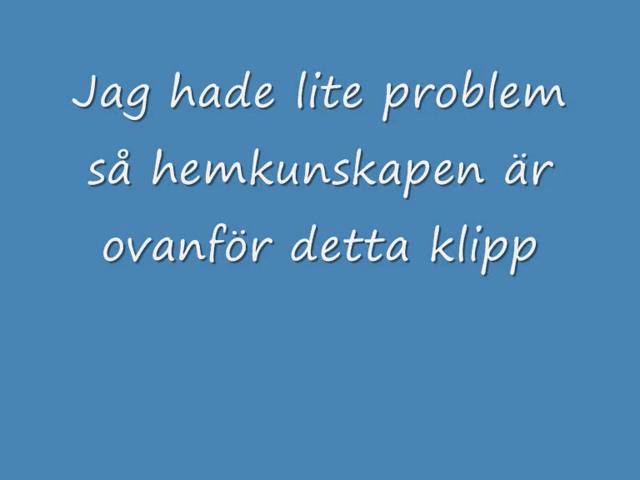 Jag hade lite problem
så hemkunskapen är
ovanför detta klipp